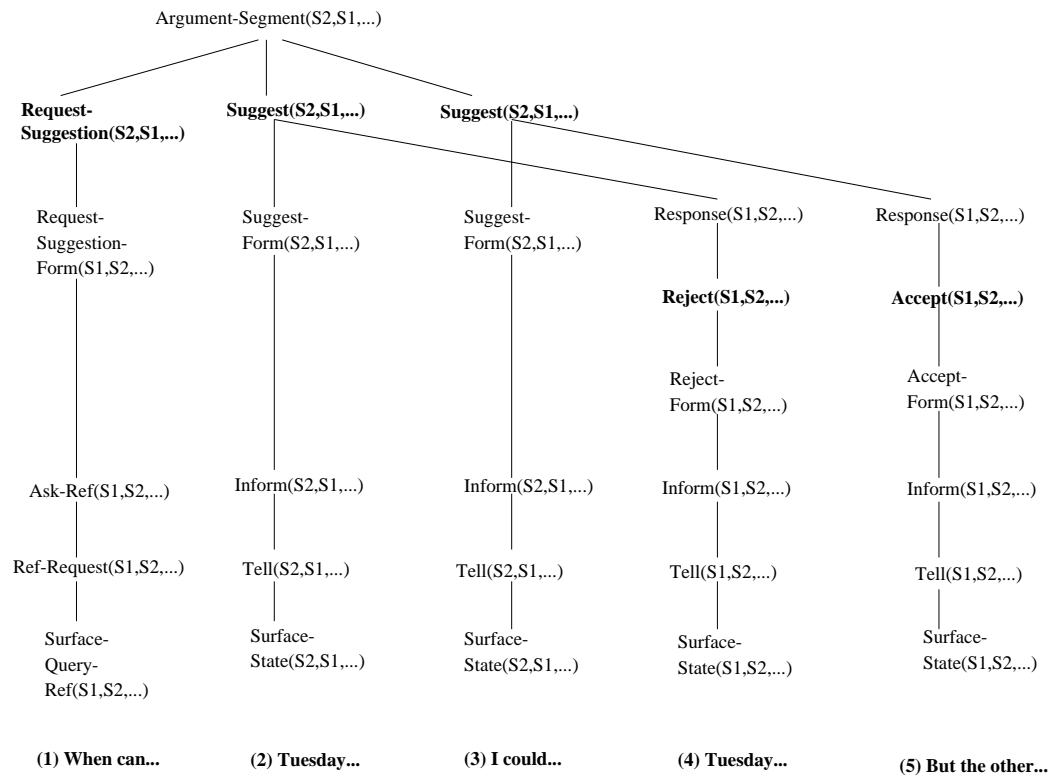 Argument-Segment(S2,S1,...)
Request-
Suggestion(S2,S1,...)
Suggest(S2,S1,...)
Suggest(S2,S1,...)
Request-
Suggestion-
Form(S1,S2,...)
Suggest-
Form(S2,S1,...)
Suggest-
Form(S2,S1,...)
Response(S1,S2,...)
Response(S1,S2,...)
Reject(S1,S2,...)
Accept(S1,S2,...)
Reject-
Form(S1,S2,...)
Accept-
Form(S1,S2,...)
Ask-Ref(S1,S2,...)
Inform(S2,S1,...)
Inform(S2,S1,...)
Inform(S1,S2,...)
Inform(S1,S2,...)
Ref-Request(S1,S2,...)
Tell(S2,S1,...)
Tell(S2,S1,...)
Tell(S1,S2,...)
Tell(S1,S2,...)
Surface-
Query-
Ref(S1,S2,...)
Surface-
State(S2,S1,...)
Surface-
State(S2,S1,...)
Surface-
State(S1,S2,...)
Surface-
State(S1,S2,...)
(1) When can...
(2) Tuesday...
(3) I could...
(4) Tuesday...
(5) But the other...